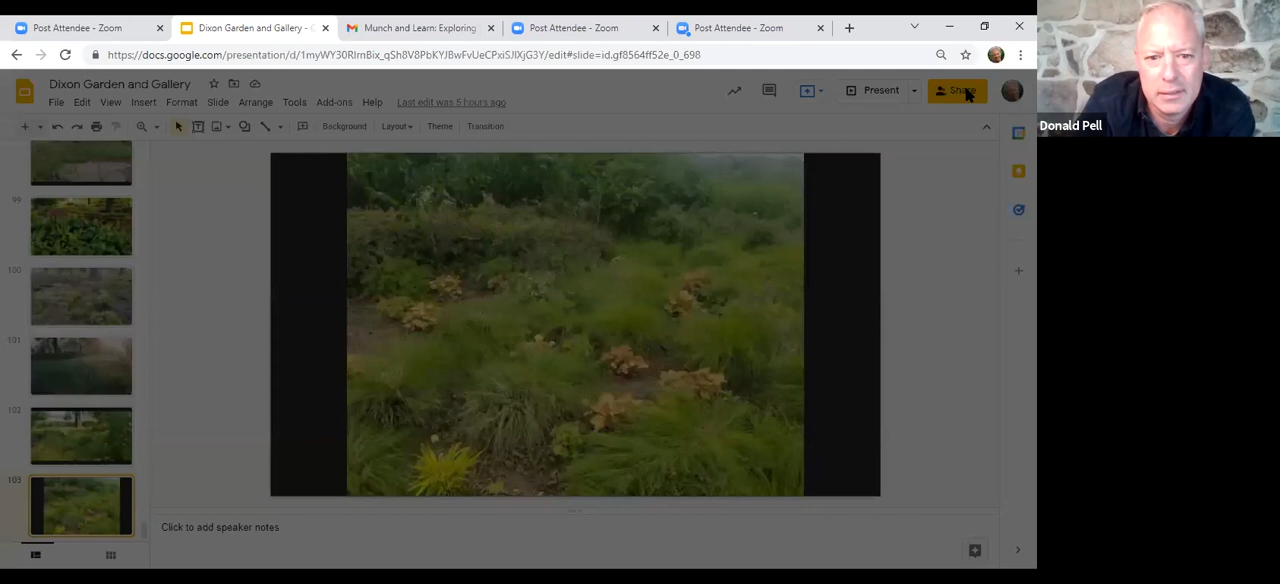 Post Attendee - Zoom
Dixon Garden and Gallery - G
Munch and Learn: Exploring
Post Attendee - Zoom
Post Attendee - Zoom
https://docs.google.com/presentation/d/1myWY30RImBix_qSh8V8PbKYJBwFvUeCPxiSJlXjG3Y/edit#slide=id.gf8564ff52e_0_698
Dixon Garden and Gallery
File Edit View Insert Format Slide Arrange Tools Add-ons Help Last edit was 5 hours ago
Present
Share
Background Layout Theme Transition
Donald Pell
99
100
101
102
103
Click to add speaker notes